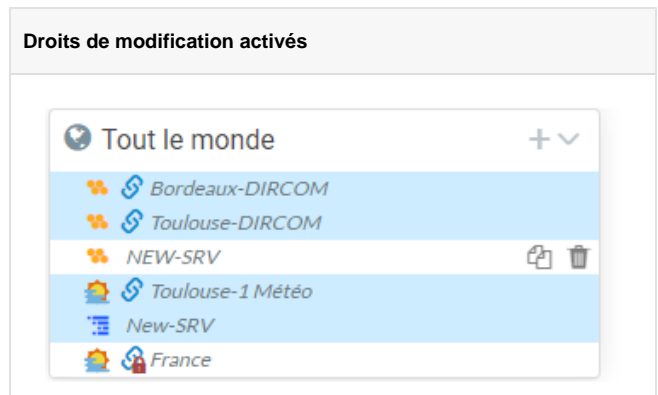 Droits de modification activés
Tout le monde
Bordeaux-DIRCOM
Toulouse-DIRCOM
NEW-SRV
Toulouse-1 Météo
New-SRV
France